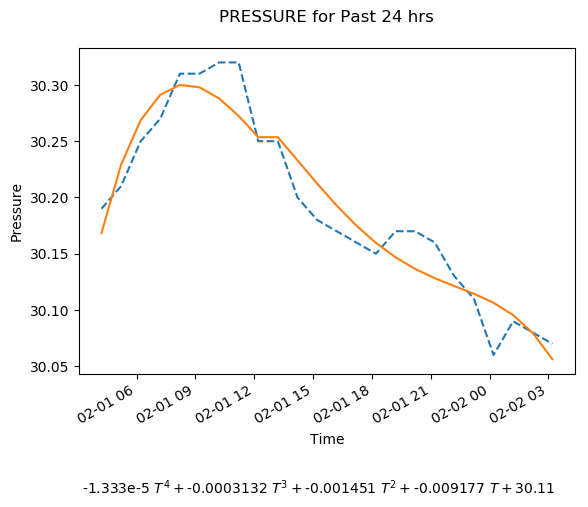 PRESSURE for Past 24 hrs
30.30
30.25
30.20
30.15
30.10
30.05
Pressure
02-01 06 02-01 09 02-01 12 02-01 15 02-01 18 02-01 21 02-02 00 02-02 03
Time
-1.333e-5 T⁴ + -0.0003132 T³ + -0.001451 T² + -0.009177 T + 30.11